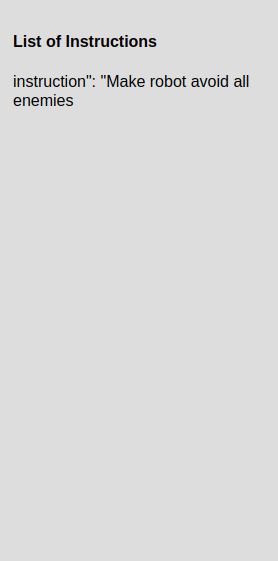 List of Instructions
instruction": "Make robot avoid all
enemies